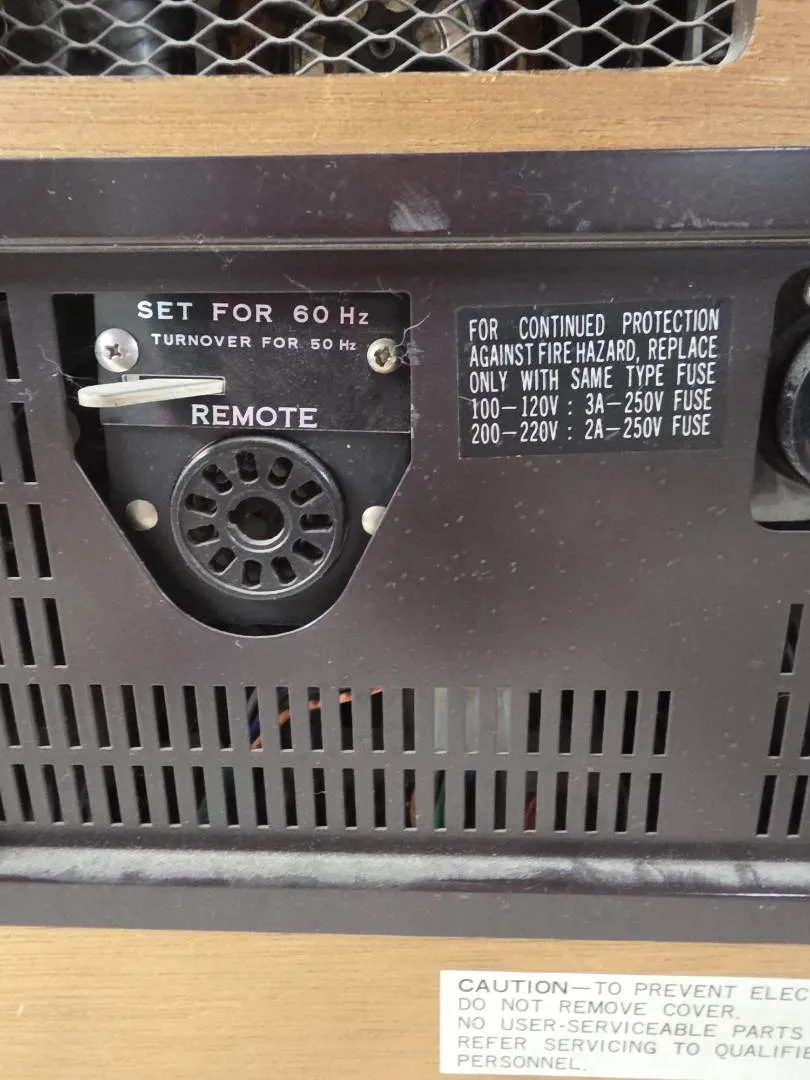 SET FOR 60 Hz
TURNOVER FOR 50 Hz
REMOTE
FOR CONTINUED PROTECTION
AGAINST FIRE HAZARD, REPLACE
ONLY WITH SAME TYPE FUSE
100-120V : 3A-250V FUSE
200-220V : 2A-250V FUSE
CAUTION—TO PREVENT ELEC
DO NOT REMOVE COVER.
NO USER-SERVICEABLE PARTS
REFER SERVICING TO QUALIFIE
PERSONNEL.